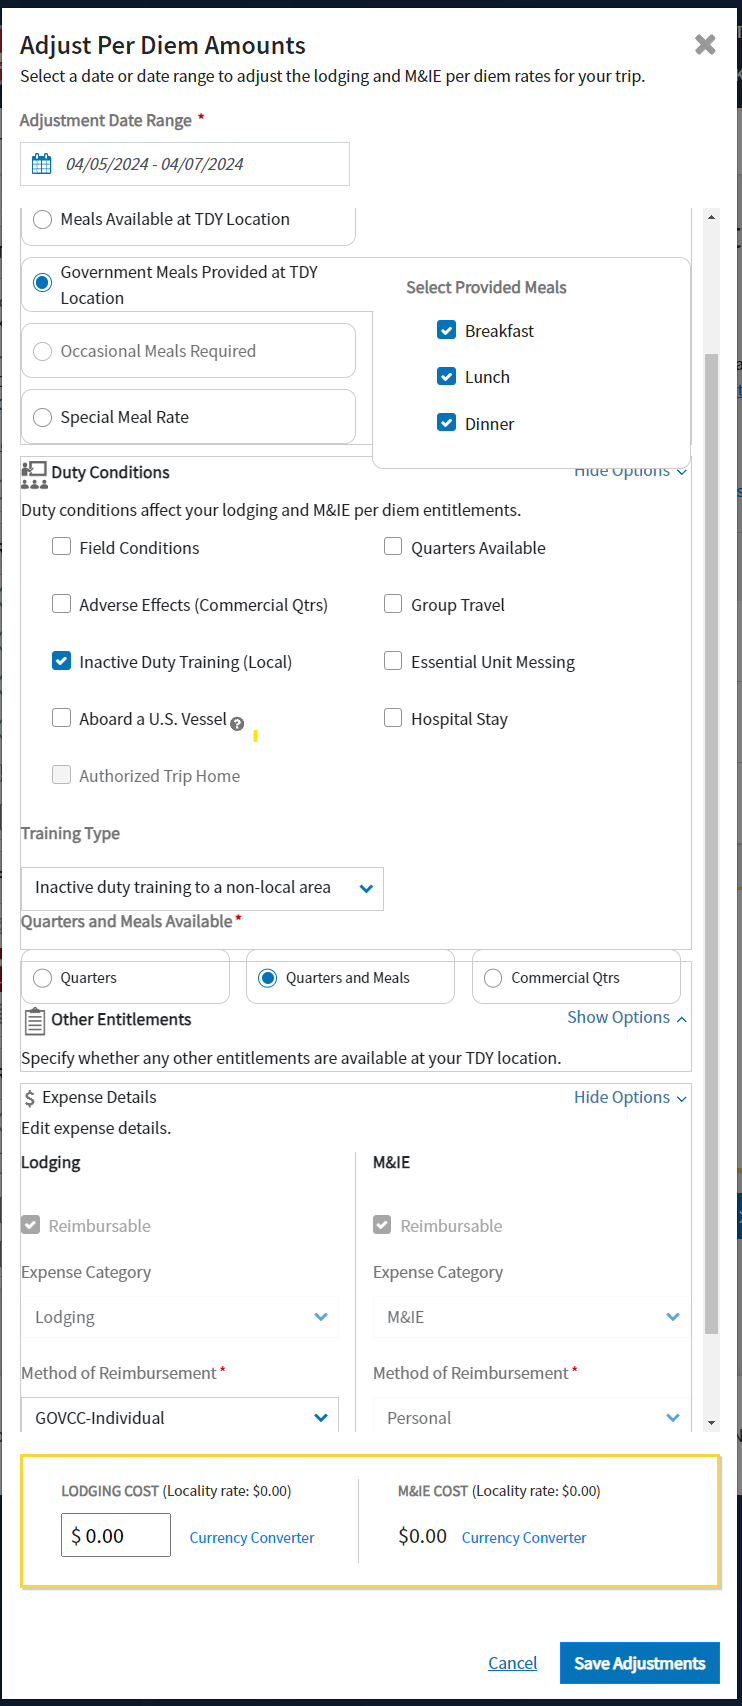 Adjust Per Diem Amounts
Select a date or date range to adjust the lodging and M&IE per diem rates for your trip.
Adjustment Date Range *
04/05/2024 - 04/07/2024
Meals Available at TDY Location
Government Meals Provided at TDY
Location
Select Provided Meals
Breakfast
Occasional Meals Required
Lunch
Special Meal Rate
Dinner
Duty Conditions
Hide Options
Duty conditions affect your lodging and M&IE per diem entitlements.
Field Conditions
Quarters Available
Adverse Effects (Commercial Qtrs)
Group Travel
Inactive Duty Training (Local)
Essential Unit Messing
Aboard a U.S. Vessel ?
Hospital Stay
Authorized Trip Home
Training Type
Inactive duty training to a non-local area
Quarters and Meals Available *
Quarters
Quarters and Meals
Commercial Qtrs
Other Entitlements
Show Options
Specify whether any other entitlements are available at your TDY location.
$ Expense Details
Hide Options
Edit expense details.
Lodging
M&IE
Reimbursable
Reimbursable
Expense Category
Expense Category
Lodging
M&IE
Method of Reimbursement *
Method of Reimbursement *
GOVCC-Individual
Personal
LODGING COST (Locality rate: $0.00)
M&IE COST (Locality rate: $0.00)
$ 0.00
Currency Converter
$0.00
Currency Converter
Cancel
Save Adjustments